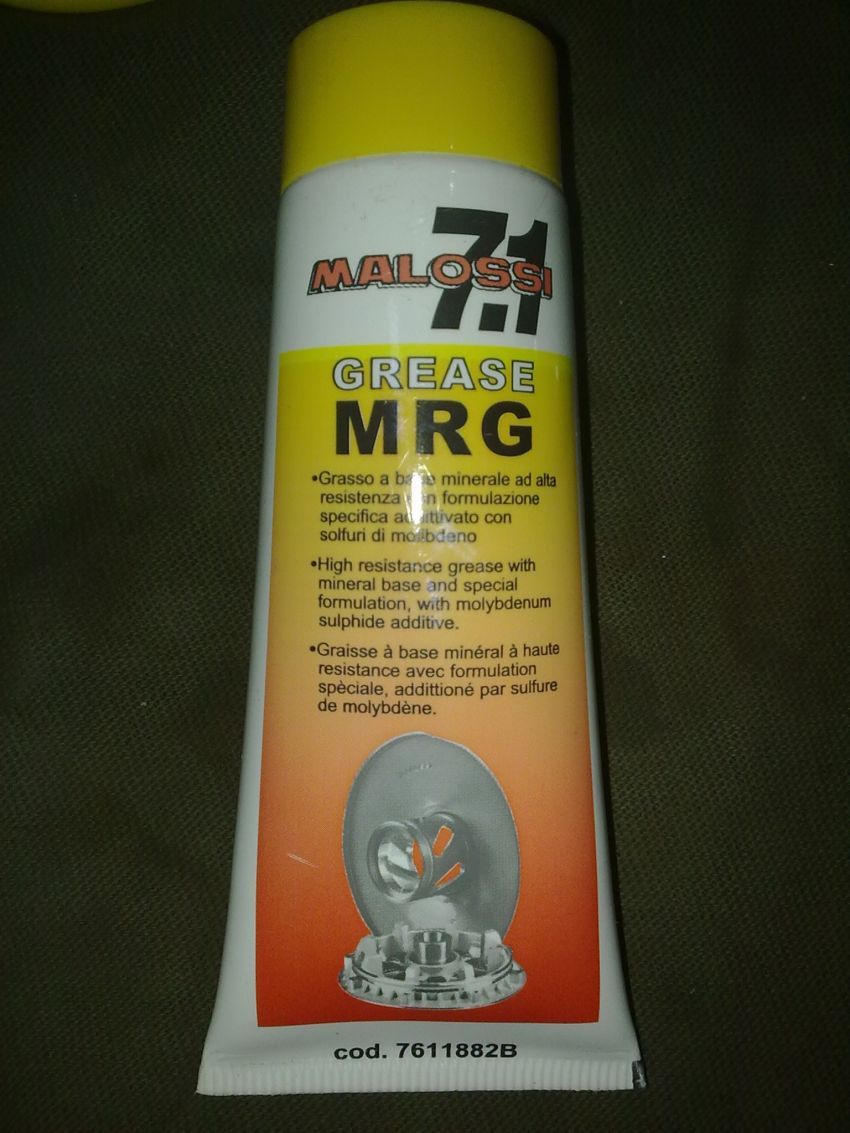 7.1
MALOSSI
GREASE
MRG
•Grasso a base minerale ad alta
resistenza con formulazione
specifica addittivato con
solfuri di molibdeno
•High resistance grease with
mineral base and special
formulation, with molybdenum
sulphide additive.
•Graisse à base minéral à haute
resistance avec formulation
spèciale, addittioné par sulfure
de molybdène.
cod. 7611882B